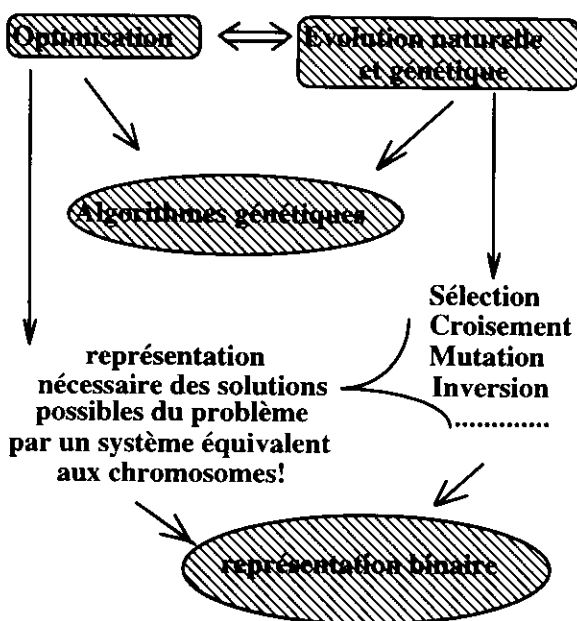 Optimisation
Evolution naturelle
et génétique
Algorithmes génétiques
Sélection
Croisement
Mutation
Inversion
..............
représentation
nécessaire des solutions
possibles du problème
par un système équivalent
aux chromosomes!
représentation binaire